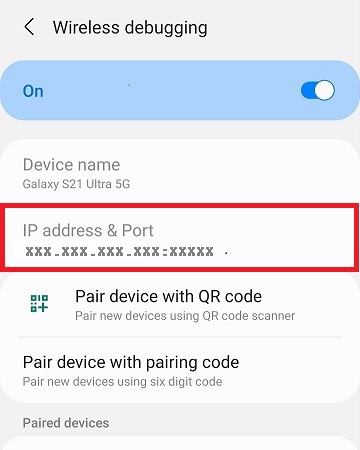 Wireless debugging
On
Device name
Galaxy S21 Ultra 5G
IP address & Port
XXX.XXX.XXX.XXX:XXXXX .
Pair device with QR code
Pair new devices using QR code scanner
Pair device with pairing code
Pair new devices using six digit code
Paired devices